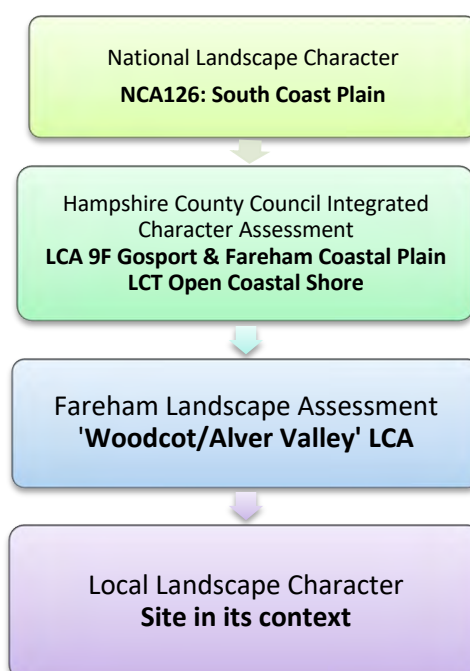 National Landscape Character
NCA126: South Coast Plain
Hampshire County Council Integrated
Character Assessment
LCA 9F Gosport & Fareham Coastal Plain
LCT Open Coastal Shore
Fareham Landscape Assessment
'Woodcot/Alver Valley' LCA
Local Landscape Character
Site in its context